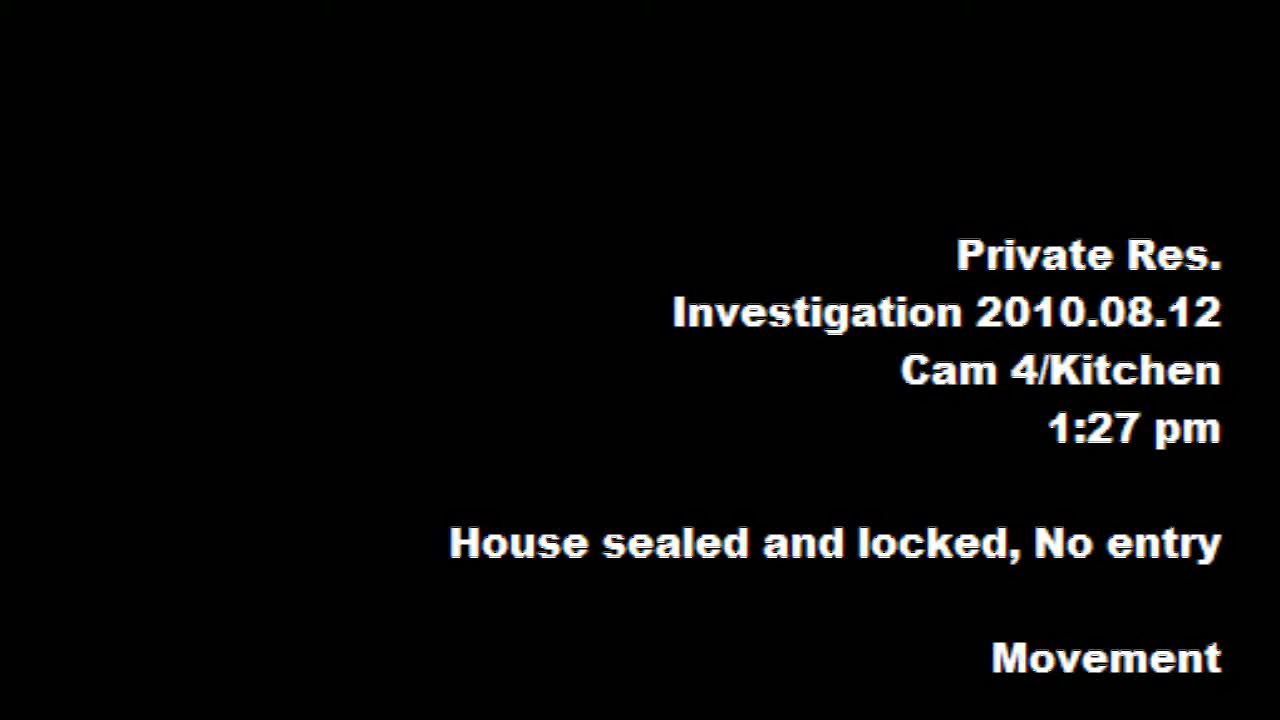 Private Res.
Investigation 2010.08.12
Cam 4/Kitchen
1:27 pm
House sealed and locked, No entry
Movement